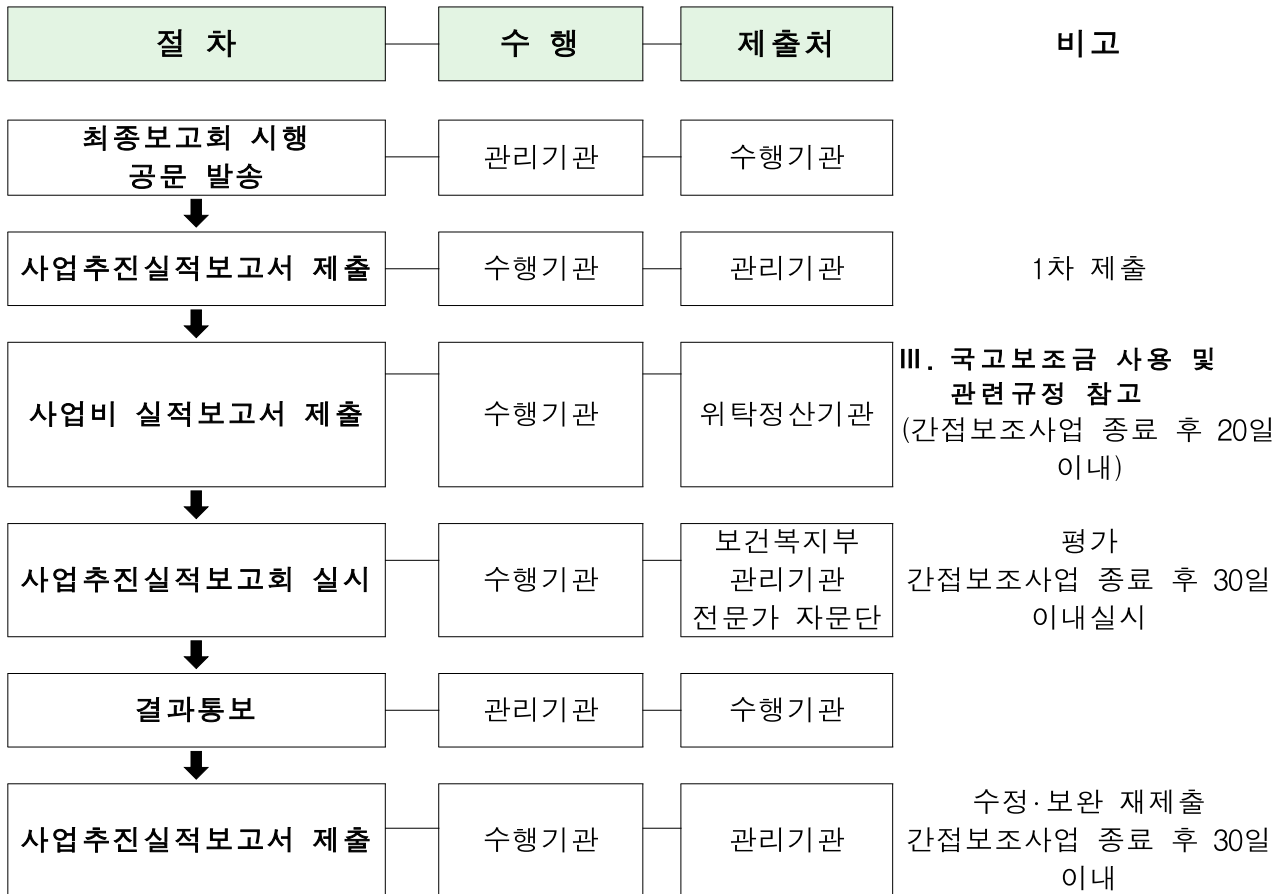 절 차 수 행 제출처 비고
최종보고회 시행
공문 발송
관리기관
수행기관
사업추진실적보고서 제출
수행기관
관리기관
1차 제출
사업비 실적보고서 제출
수행기관
위탁정산기관
Ⅲ. 국고보조금 사용 및
관련규정 참고
(간접보조사업 종료 후 20일
이내)
사업추진실적보고회 실시
수행기관
보건복지부
관리기관
전문가 자문단
평가
간접보조사업 종료 후 30일
이내실시
결과통보
관리기관
수행기관
사업추진실적보고서 제출
수행기관
관리기관
수정·보완 재제출
간접보조사업 종료 후 30일
이내